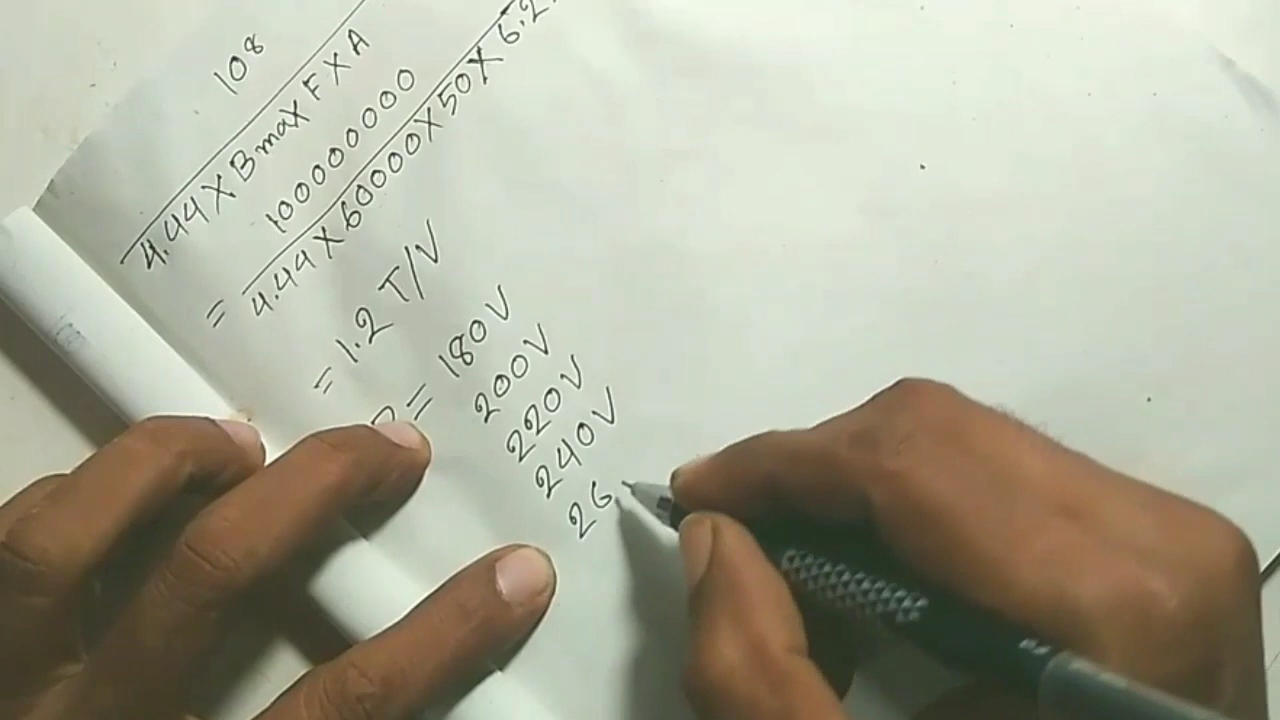 108
4.44 X Bmax X F X A
100000000
= 4.44 X 60000 X 50 X 6.2
= 1.2 T/V
= 180V
200V
220V
240V
26